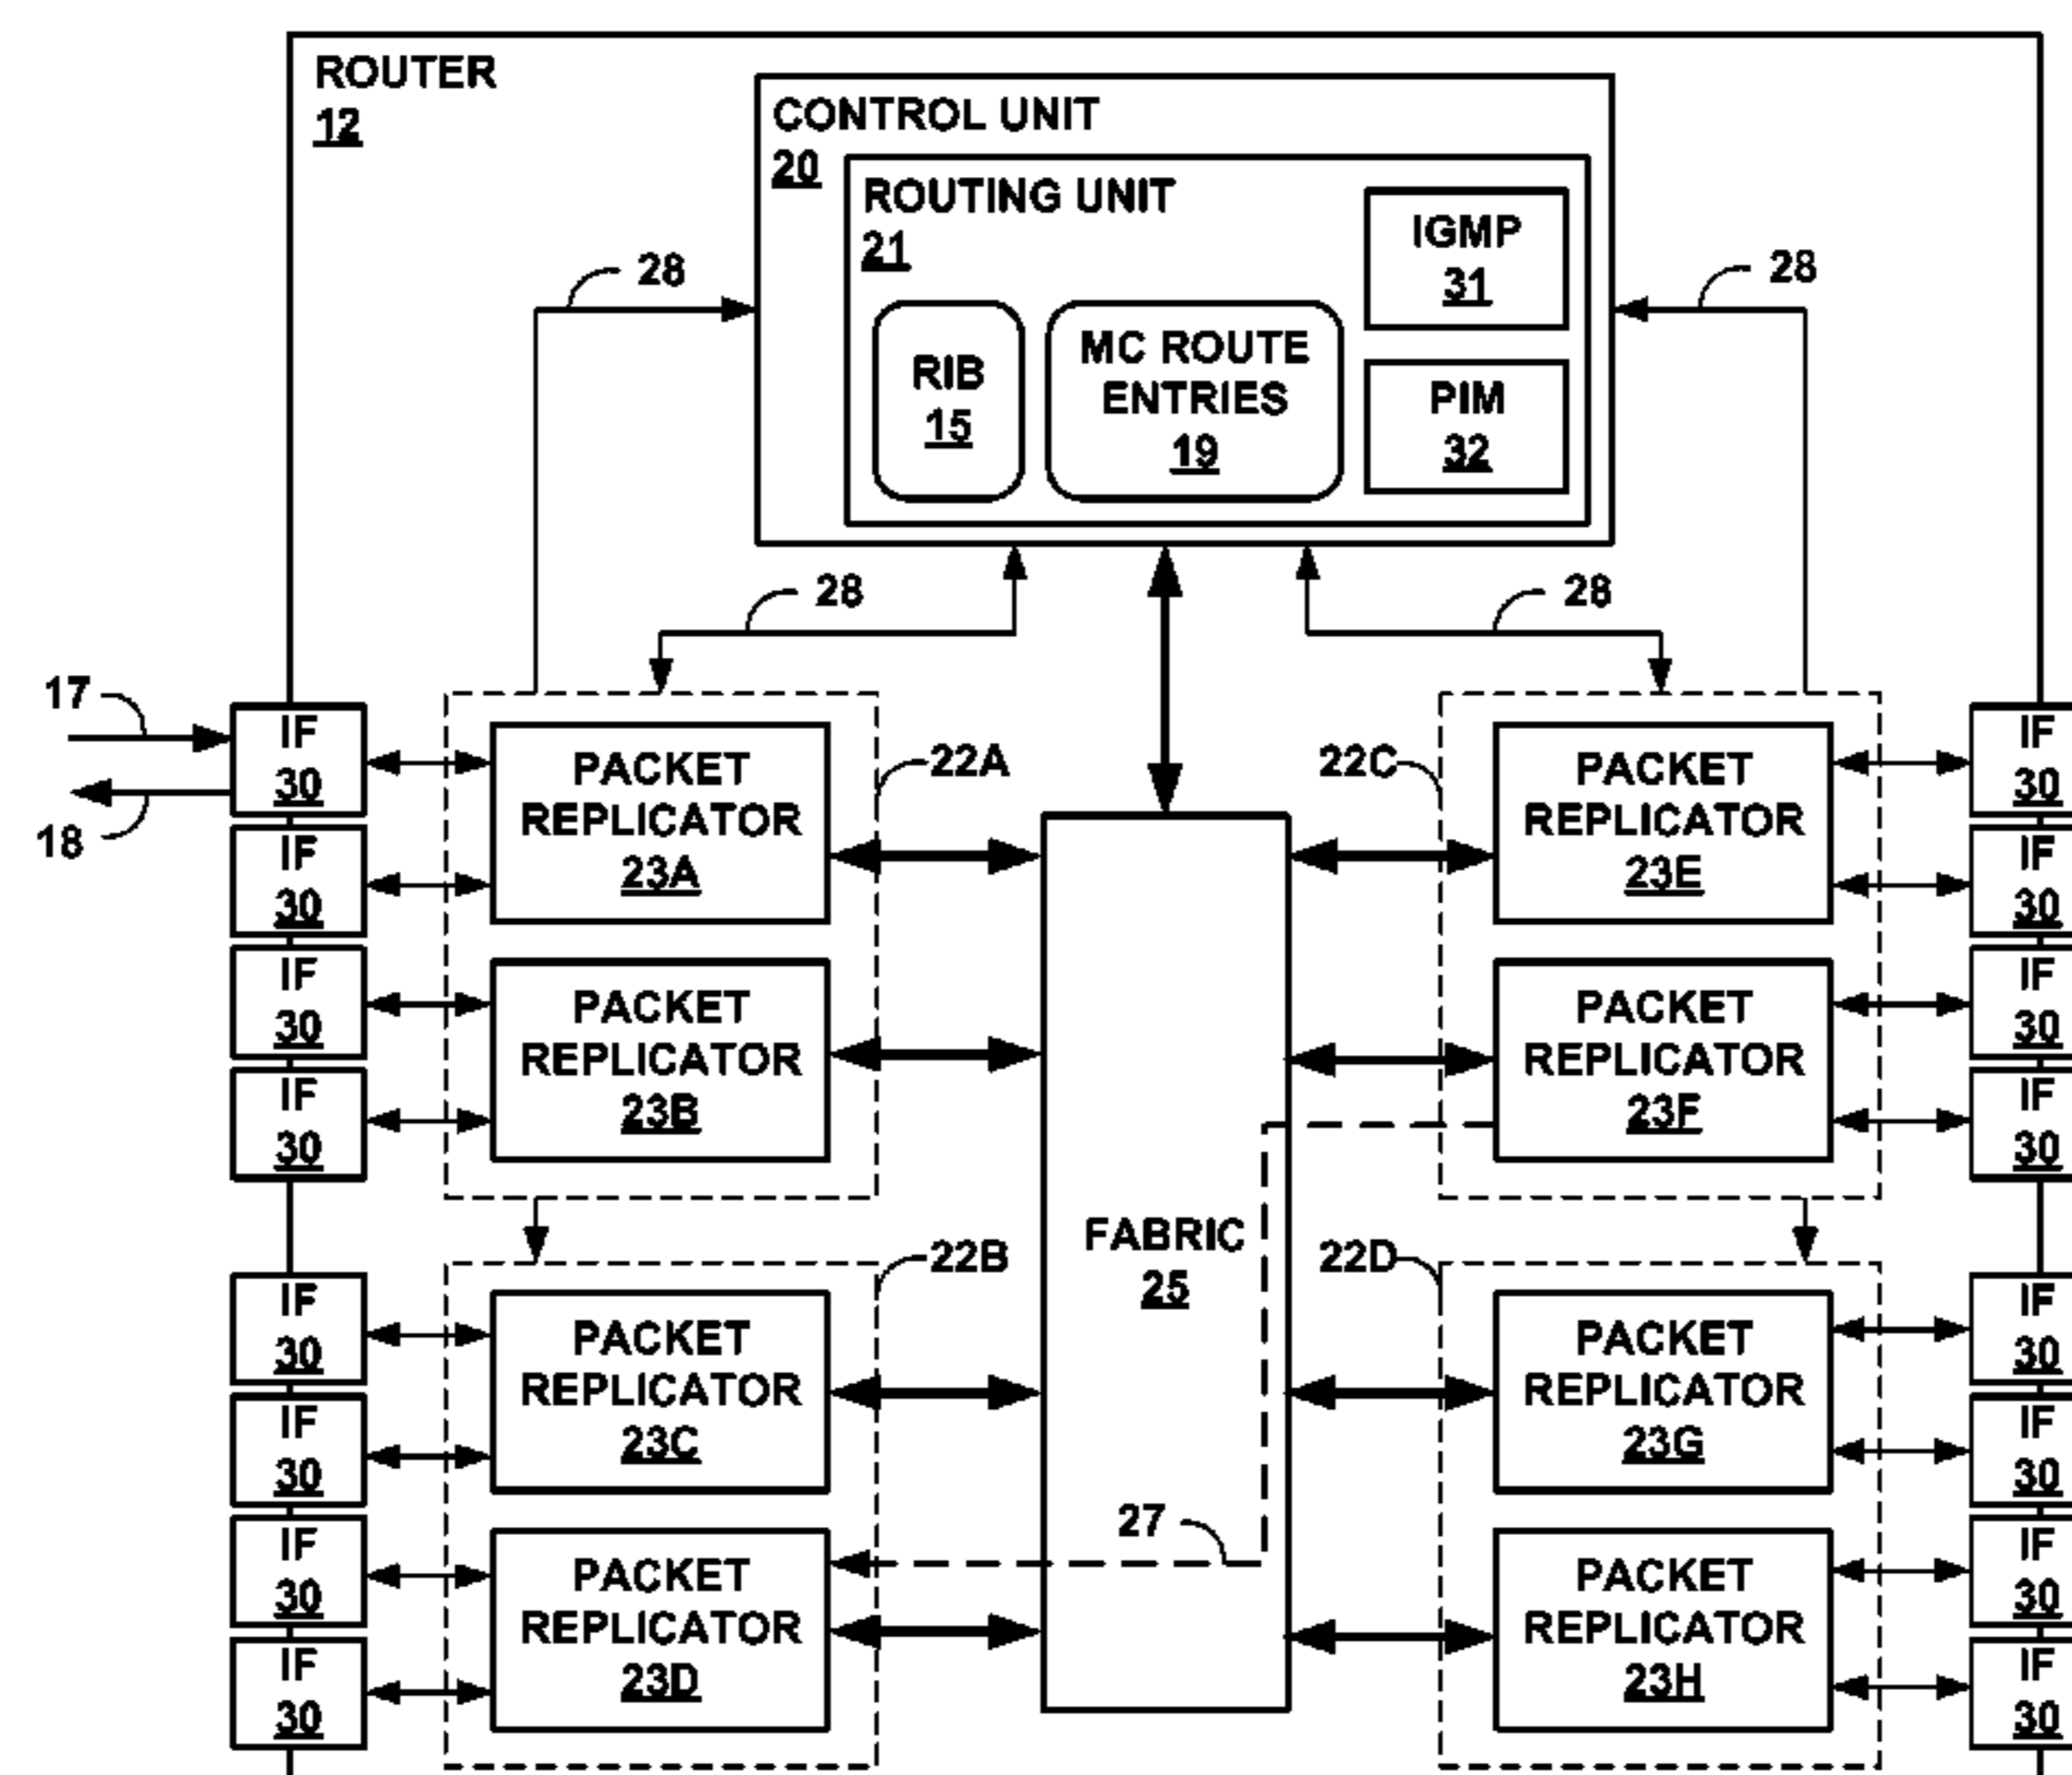 ROUTER
12
CONTROL UNIT
20
ROUTING UNIT
21
IGMP
31
RIB
15
MC ROUTE
ENTRIES
19
PIM
32
28
28
28
28
17
18
IF
30
IF
30
IF
30
IF
30
PACKET
REPLICATOR
23A
PACKET
REPLICATOR
23B
22A
22C
PACKET
REPLICATOR
23E
PACKET
REPLICATOR
23F
IF
30
IF
30
IF
30
IF
30
FABRIC
25
27
IF
30
IF
30
IF
30
IF
30
PACKET
REPLICATOR
23C
PACKET
REPLICATOR
23D
22B
22D
PACKET
REPLICATOR
23G
PACKET
REPLICATOR
23H
IF
30
IF
30
IF
30
IF
30